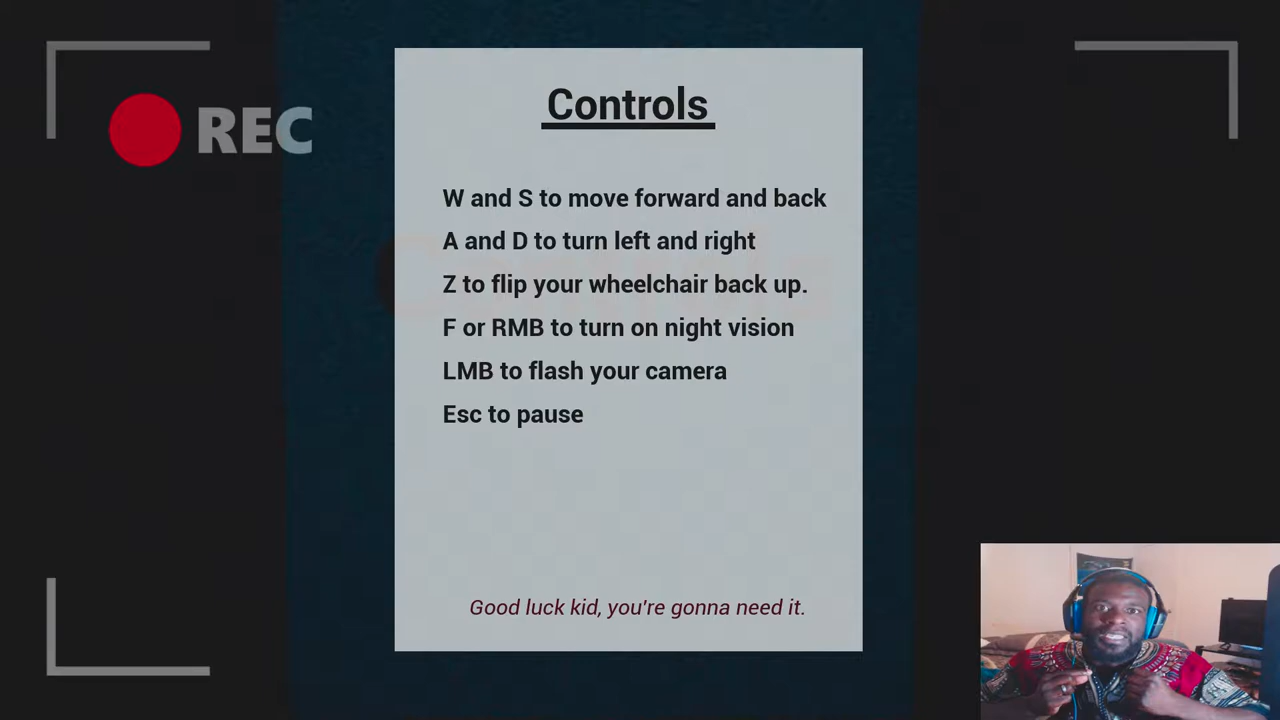 REC
Controls
W and S to move forward and back
A and D to turn left and right
Z to flip your wheelchair back up.
F or RMB to turn on night vision
LMB to flash your camera
Esc to pause
Good luck kid, you're gonna need it.